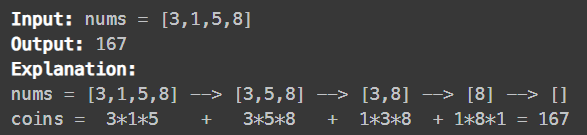 Input: nums = [3,1,5,8]
Output: 167
Explanation:
nums = [3,1,5,8] --> [3,5,8] --> [3,8] --> [8] --> []
coins =  3*1*5    +   3*5*8   +  1*3*8  + 1*8*1 = 167